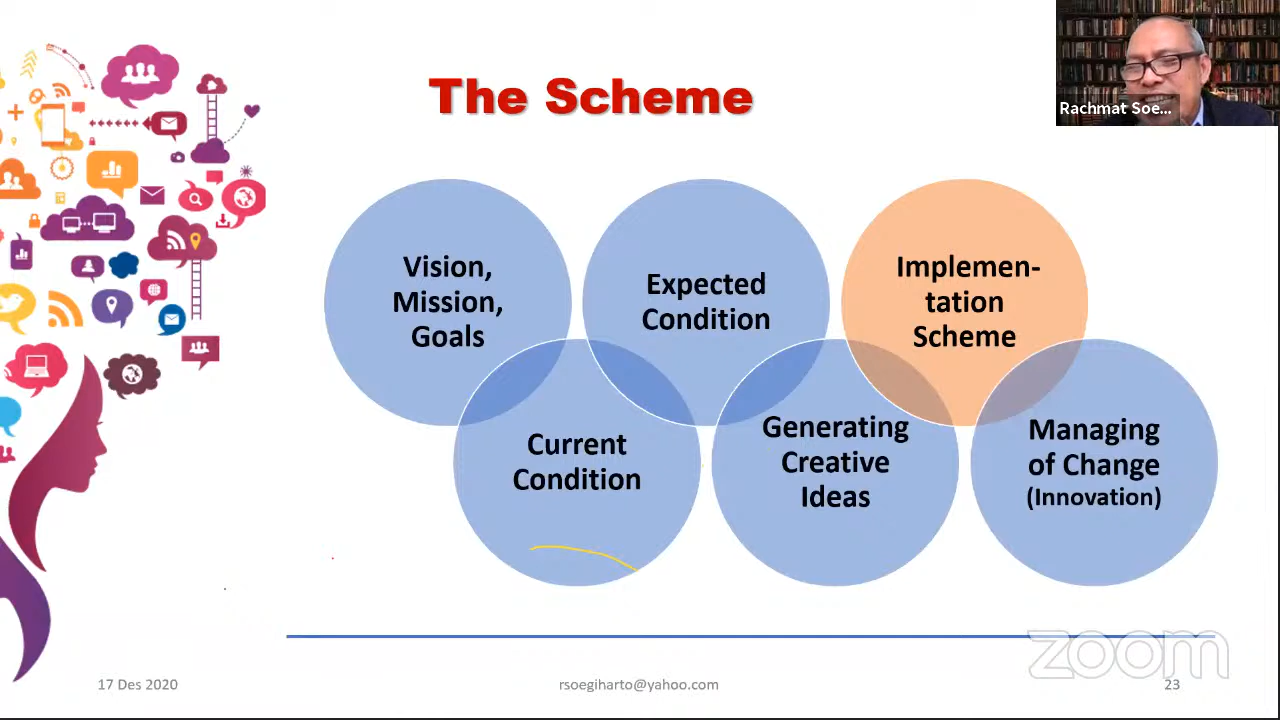 The Scheme
Rachmat Soe...
Vision,
Mission,
Goals
Expected
Condition
Implemen-
tation
Scheme
Current
Condition
Generating
Creative
Ideas
Managing
of Change
(Innovation)
zoom
17 Des 2020
rsoegiharto@yahoo.com
23